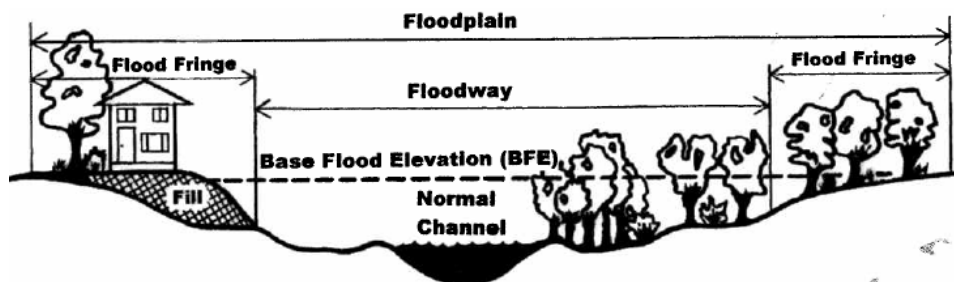 Floodplain
Flood Fringe
Flood Fringe
Floodway
Base Flood Elevation (BFE)
Fill
Normal
Channel